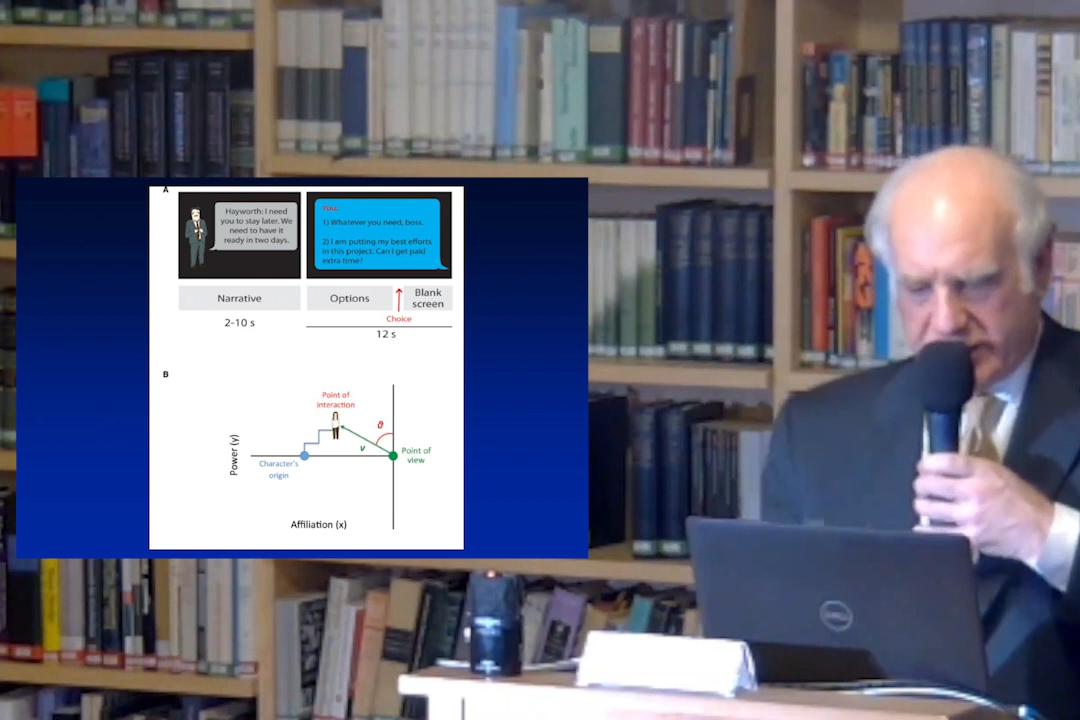 A
Hayworth: I need
you to stay later. We
need to have it
ready in two days.
You:
1) Whatever you need, boss.
2) I am putting my best efforts
in this project. Can I get paid
extra time?
Narrative
Options
Blank
screen
Choice
2-10 s
12 s
B
Point of
interaction
ϑ
v
Point of
view
Power (y)
Character's
origin
Affiliation (x)
DELL